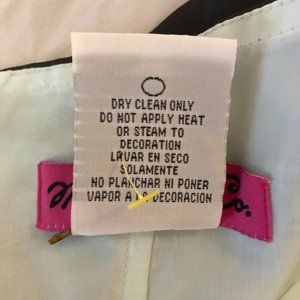 DRY CLEAN ONLY
DO NOT APPLY HEAT
OR STEAM TO
DECORATION
LAVAR EN SECO
SOLAMENTE
NO PLANCHAR NI PONER
VAPOR A LA DECORACION